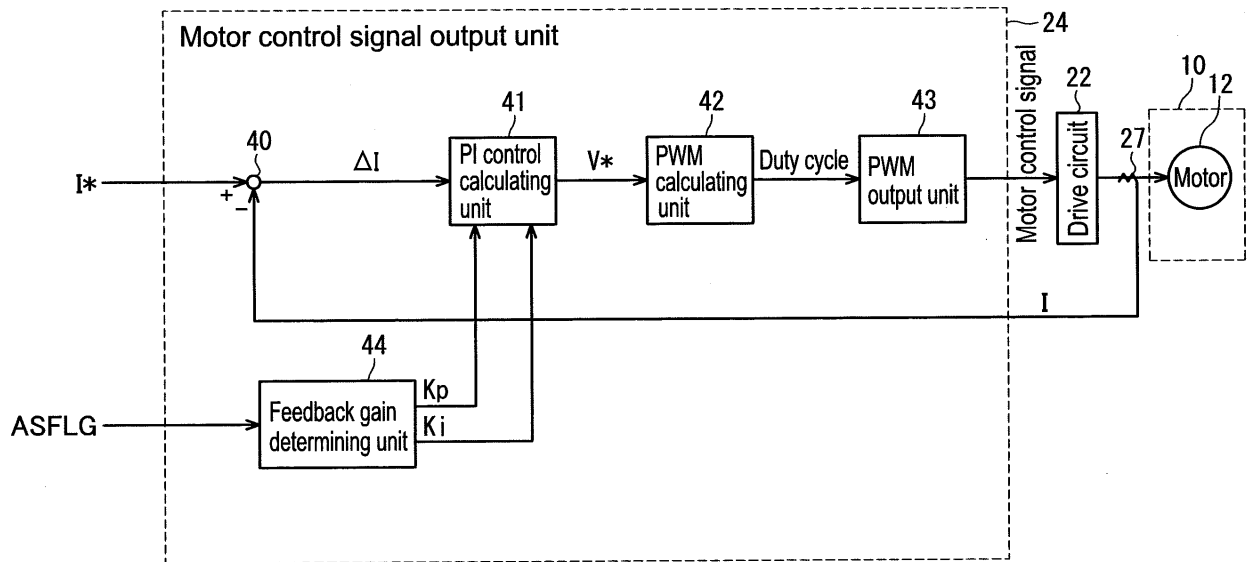 Motor control signal output unit
24
10
12
22
27
41
42
43
40
ΔI
PI control
calculating
unit
V*
PWM
calculating
unit
Duty cycle
PWM
output unit
Motor control signal
Drive circuit
Motor
I*
+
−
I
44
Kp
Ki
Feedback gain
determining unit
ASFLG